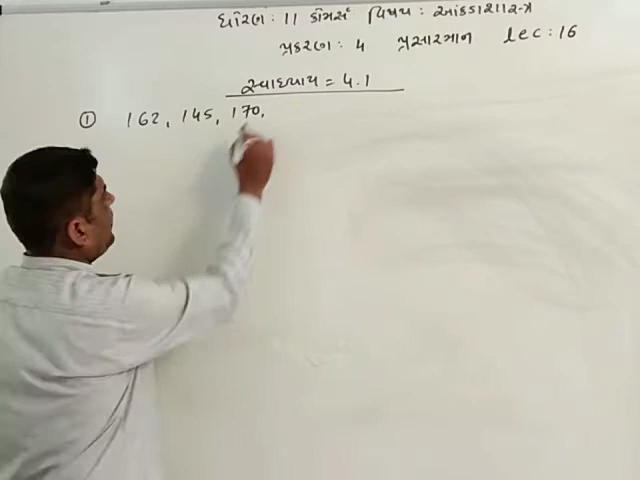 ધોરણ : 11 કોમર્સ વિષય : આંકડાશાસ્ત્ર
પ્રકરણ : 4 પ્રસારમાન lec : 16
સ્વાધ્યાય = 4.1
① 162, 145, 170,